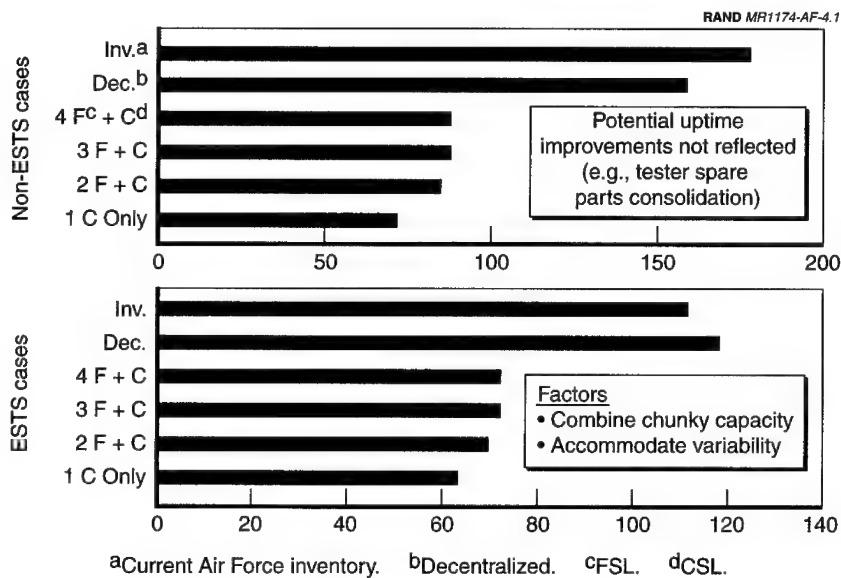 RAND MR1174-AF-4.1
Non-ESTS cases
Inv.a
Dec.b
4 Fc + Cd
3 F + C
2 F + C
1 C Only
Potential uptime
improvements not reflected
(e.g., tester spare
parts consolidation)
0 50 100 150 200
ESTS cases
Inv.
Dec.
4 F + C
3 F + C
2 F + C
1 C Only
Factors
• Combine chunky capacity
• Accommodate variability
0 20 40 60 80 100 120 140
aCurrent Air Force inventory. bDecentralized. cFSL. dCSL.